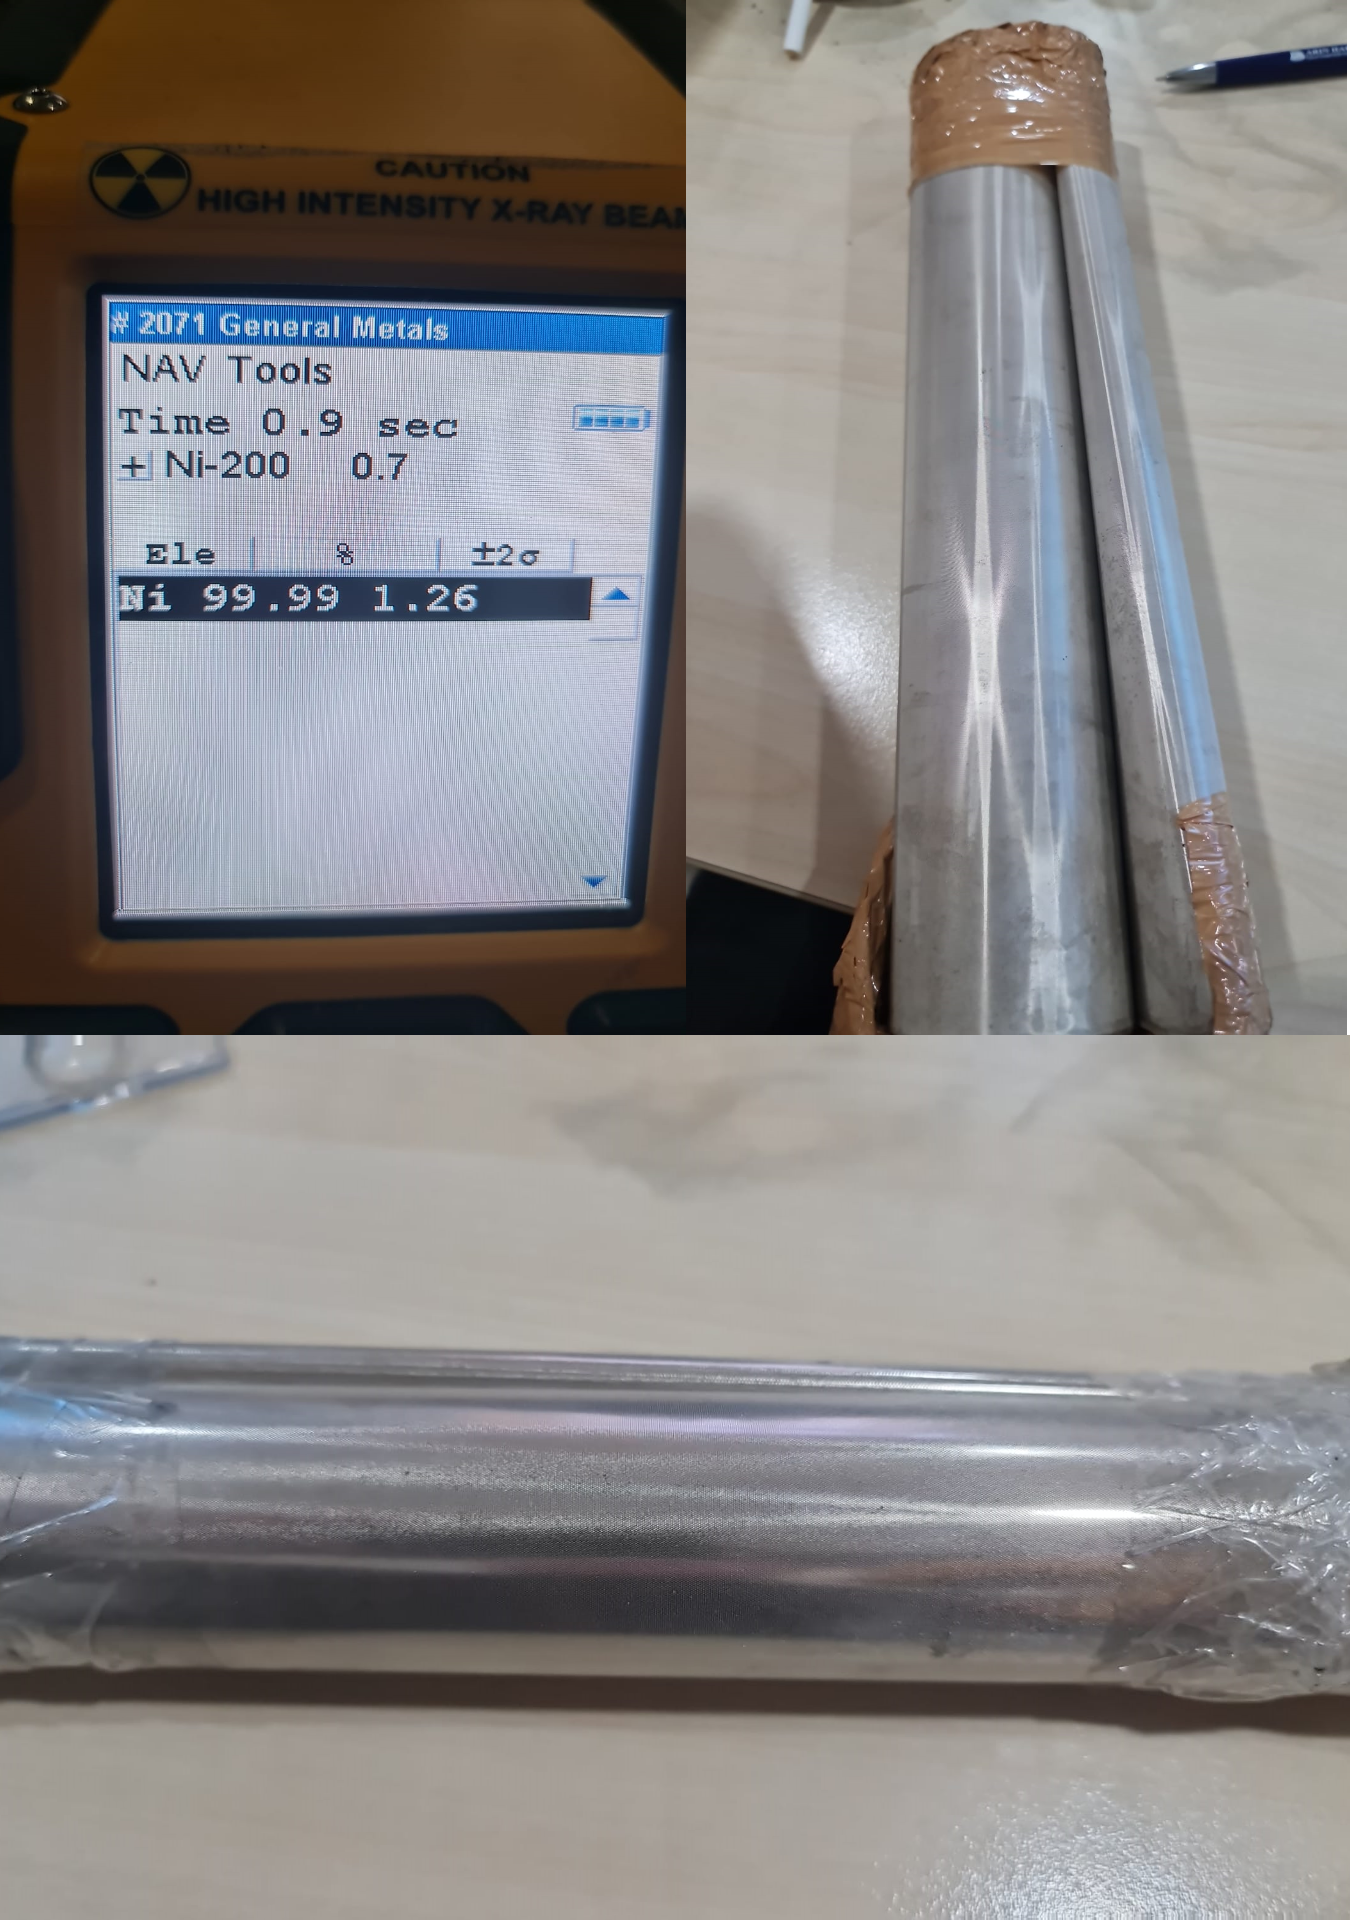 CAUTION
HIGH INTENSITY X-RAY BEAM
# 2071 General Metals
NAV Tools
Time 0.9 sec
+ Ni-200 0.7
Ele % ±2σ
Ni 99.99 1.26